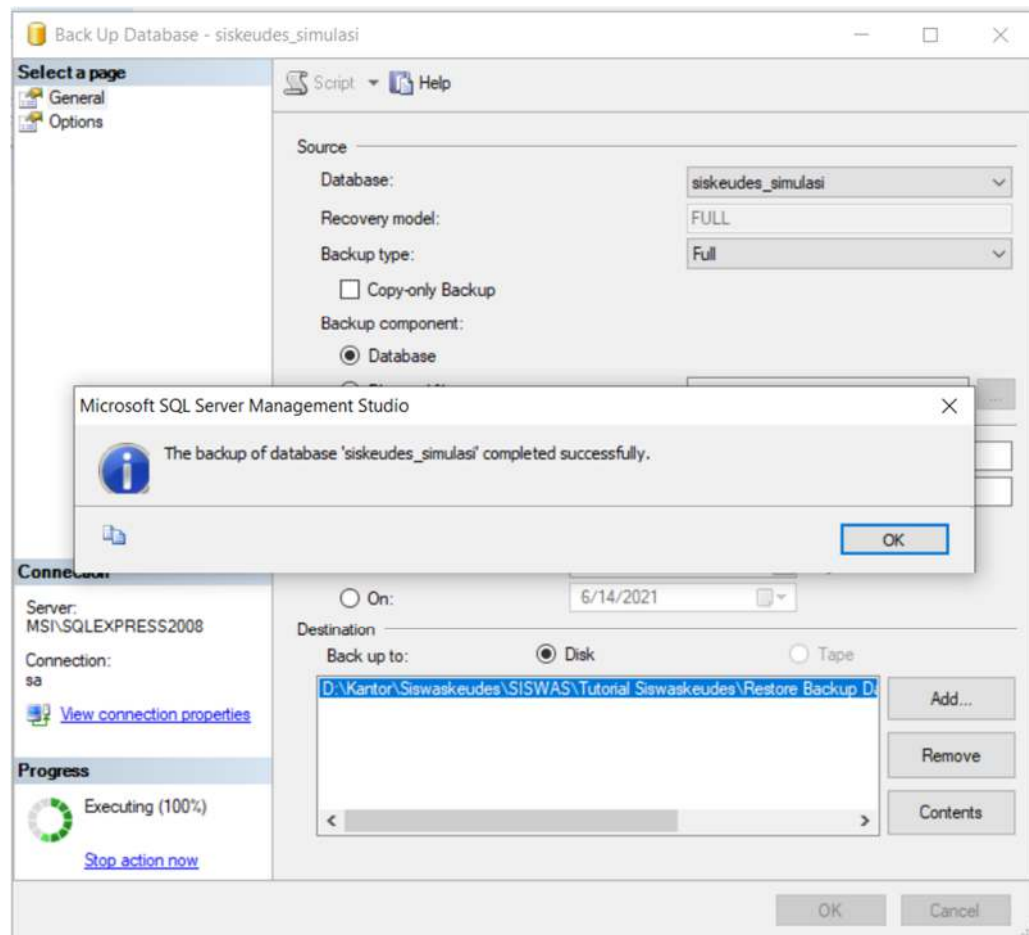 Back Up Database - siskeudes_simulasi
Select a page
General
Options
Script
Help
Source
Database:
siskeudes_simulasi
Recovery model:
FULL
Backup type:
Full
Copy-only Backup
Backup component:
Database
...
Microsoft SQL Server Management Studio
The backup of database 'siskeudes_simulasi' completed successfully.
OK
Connection
Server:
MSI\SQLEXPRESS2008
Connection:
sa
View connection properties
Progress
Executing (100%)
Stop action now
On:
6/14/2021
Destination
Back up to:
Disk
Tape
D:\Kantor\Siswaskeudes\SISWAS\Tutorial Siswaskeudes\Restore Backup Da
Add...
Remove
Contents
OK
Cancel